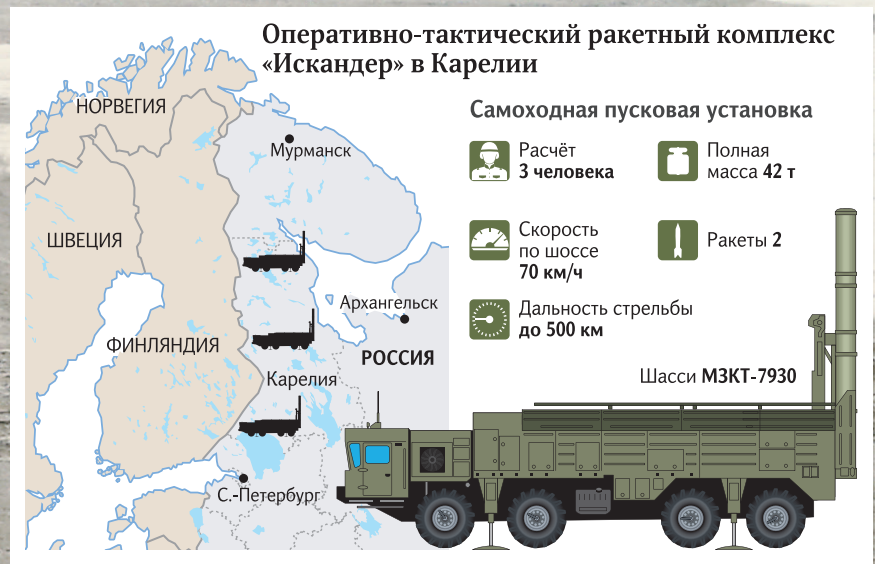 Оперативно-тактический ракетный комплекс
«Искандер» в Карелии
Самоходная пусковая установка
Расчёт
3 человека
Полная
масса 42 т
Скорость
по шоссе
70 км/ч
Ракеты 2
Дальность стрельбы
до 500 км
Шасси МЗКТ-7930
НОРВЕГИЯ
Мурманск
ШВЕЦИЯ
Архангельск
ФИНЛЯНДИЯ
РОССИЯ
Карелия
С.-Петербург